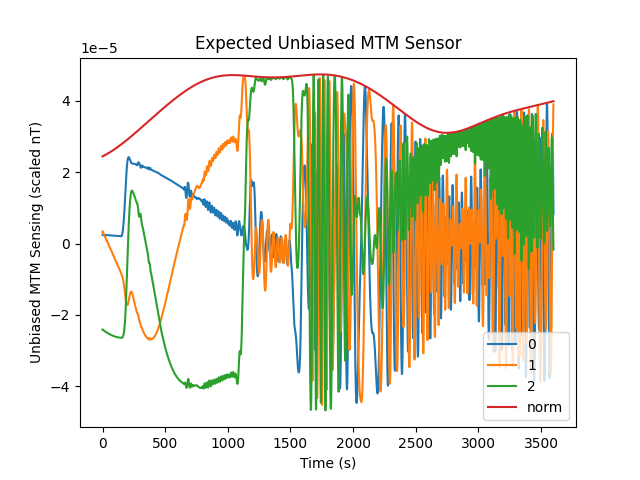 Expected Unbiased MTM Sensor
1e−5
Unbiased MTM Sensing (scaled nT)
4
2
0
−2
−4
0 500 1000 1500 2000 2500 3000 3500
Time (s)
0
1
2
norm